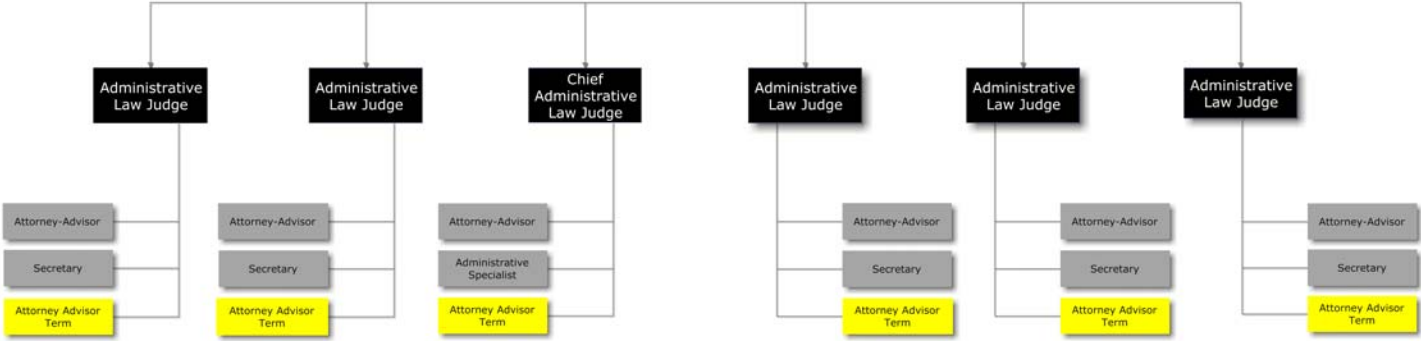 Administrative
Law Judge
Administrative
Law Judge
Chief
Administrative
Law Judge
Administrative
Law Judge
Administrative
Law Judge
Administrative
Law Judge
Attorney-Advisor
Attorney-Advisor
Attorney-Advisor
Attorney-Advisor
Attorney-Advisor
Attorney-Advisor
Secretary
Secretary
Administrative
Specialist
Secretary
Secretary
Secretary
Attorney Advisor
Term
Attorney Advisor
Term
Attorney Advisor
Term
Attorney Advisor
Term
Attorney Advisor
Term
Attorney Advisor
Term